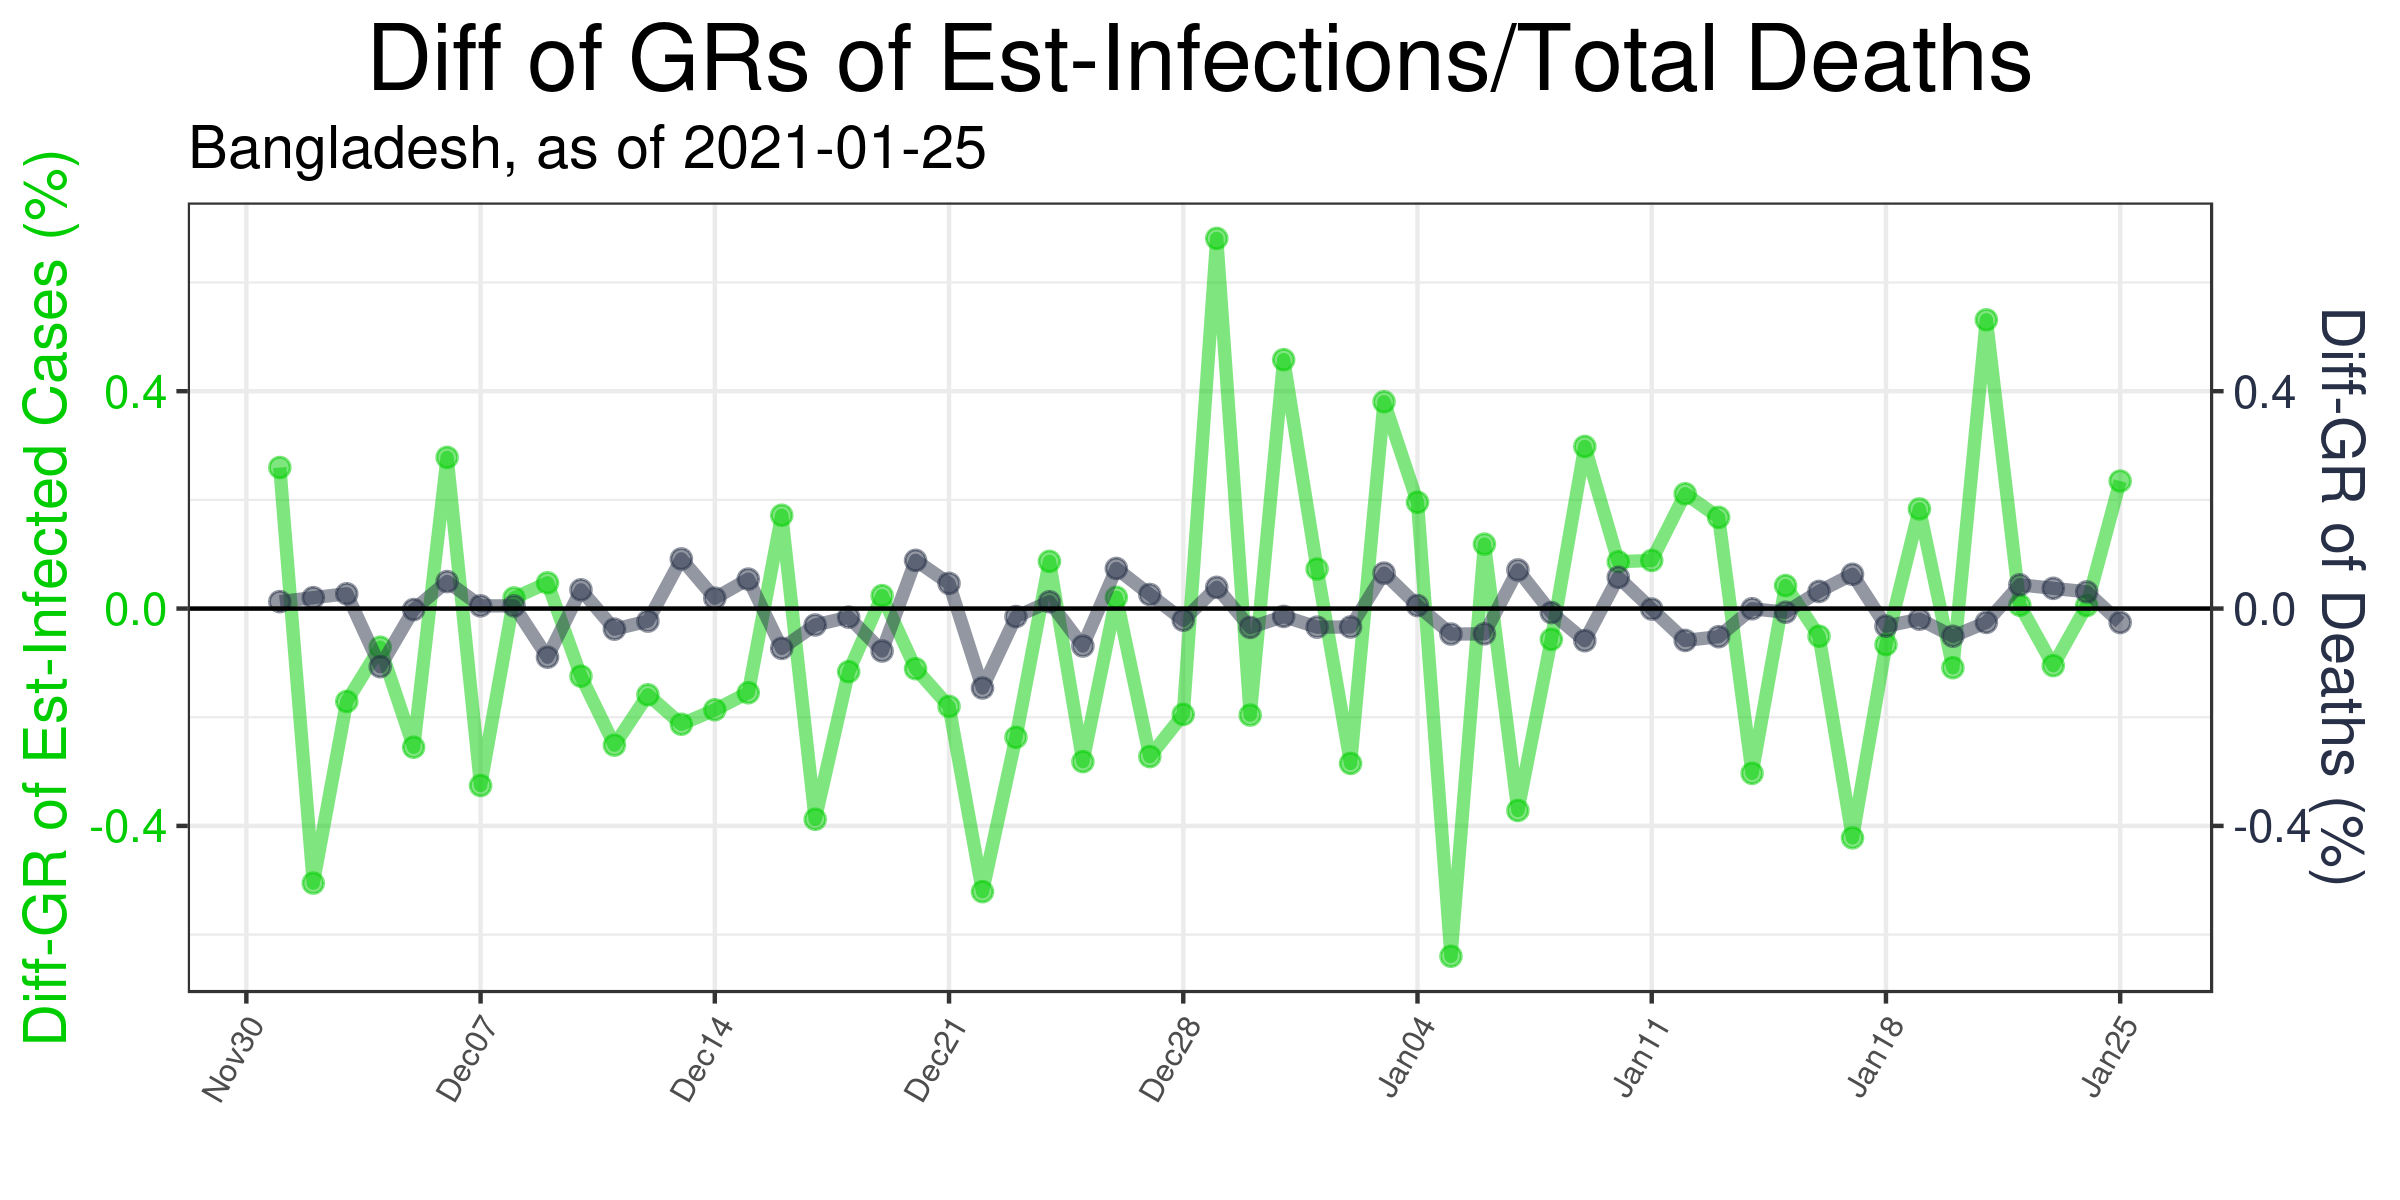 Diff of GRs of Est-Infections/Total Deaths
Bangladesh, as of 2021-01-25
Diff-GR of Est-Infected Cases (%)
0.4
0.0
-0.4
0.4
0.0
-0.4
Diff-GR of Deaths (%)
Nov30
Dec07
Dec14
Dec21
Dec28
Jan04
Jan11
Jan18
Jan25